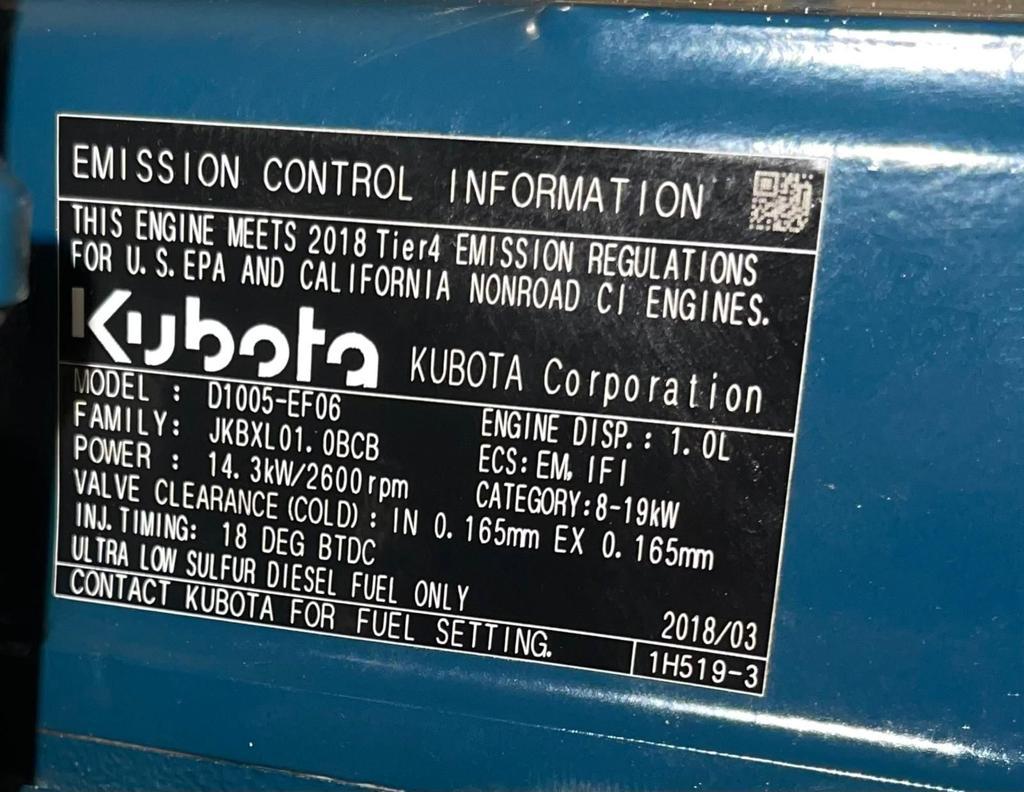 EMISSION CONTROL INFORMATION
THIS ENGINE MEETS 2018 Tier4 EMISSION REGULATIONS
FOR U.S.EPA AND CALIFORNIA NONROAD CI ENGINES.
Kubota KUBOTA Corporation
MODEL : D1005-EF06 ENGINE DISP.: 1.0L
FAMILY: JKBXL01.0BCB ECS:EM, IFI
POWER : 14.3kW/2600rpm CATEGORY:8-19kW
VALVE CLEARANCE(COLD): IN 0.165mm EX 0.165mm
INJ.TIMING: 18 DEG BTDC
ULTRA LOW SULFUR DIESEL FUEL ONLY 2018/03
CONTACT KUBOTA FOR FUEL SETTING. 1H519-3